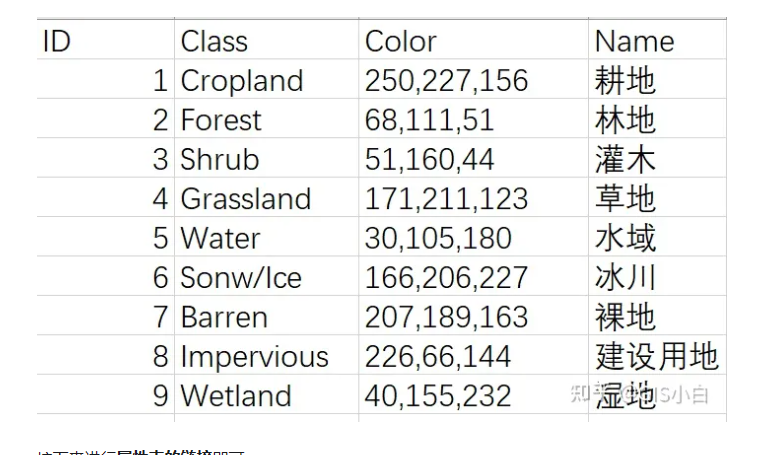 ID Class Color Name
1 Cropland 250,227,156 耕地
2 Forest 68,111,51 林地
3 Shrub 51,160,44 灌木
4 Grassland 171,211,123 草地
5 Water 30,105,180 水域
6 Sonw/Ice 166,206,227 冰川
7 Barren 207,189,163 裸地
8 Impervious 226,66,144 建设用地
9 Wetland 40,155,232 湿地
知乎 @GIS小白